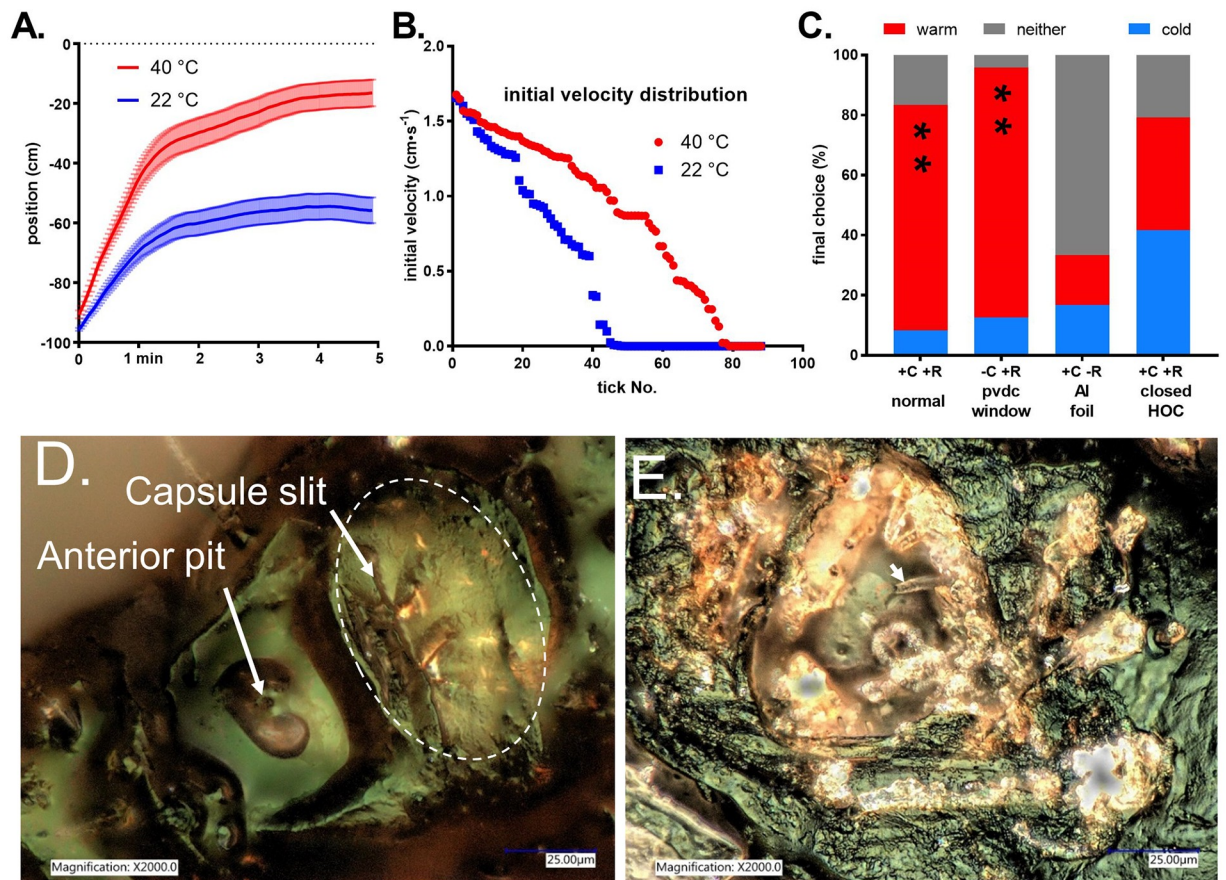 A.
0
-20
-40
-60
-80
-100
position (cm)
40 °C
22 °C
0
1 min
2
3
4
5
B.
2.0
1.5
1.0
0.5
0.0
initial velocity (cm•s-1)
initial velocity distribution
40 °C
22 °C
0
20
40
60
80
100
tick No.
C.
warm
neither
cold
100
80
60
40
20
0
final choice (%)
* *
* *
+C +R
normal
-C +R
pvdc
window
+C -R
Al
foil
+C +R
closed
HOC
D.
Capsule slit
Anterior pit
Magnification: X2000.0
25.00μm
E.
Magnification: X2000.0
25.00μm